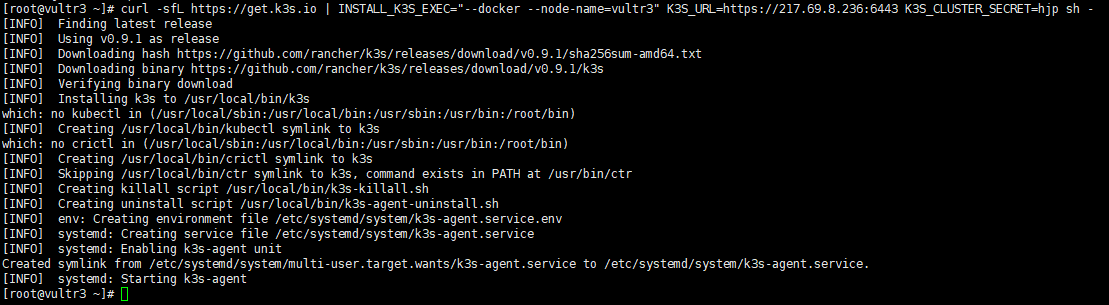 [root@vultr3 ~]# curl -sfL https://get.k3s.io | INSTALL_K3S_EXEC="--docker --node-name=vultr3" K3S_URL=https://217.69.8.236:6443 K3S_CLUSTER_SECRET=hjp sh -
[INFO]  Finding latest release
[INFO]  Using v0.9.1 as release
[INFO]  Downloading hash https://github.com/rancher/k3s/releases/download/v0.9.1/sha256sum-amd64.txt
[INFO]  Downloading binary https://github.com/rancher/k3s/releases/download/v0.9.1/k3s
[INFO]  Verifying binary download
[INFO]  Installing k3s to /usr/local/bin/k3s
which: no kubectl in (/usr/local/sbin:/usr/local/bin:/usr/sbin:/usr/bin:/root/bin)
[INFO]  Creating /usr/local/bin/kubectl symlink to k3s
which: no crictl in (/usr/local/sbin:/usr/local/bin:/usr/sbin:/usr/bin:/root/bin)
[INFO]  Creating /usr/local/bin/crictl symlink to k3s
[INFO]  Skipping /usr/local/bin/ctr symlink to k3s, command exists in PATH at /usr/bin/ctr
[INFO]  Creating killall script /usr/local/bin/k3s-killall.sh
[INFO]  Creating uninstall script /usr/local/bin/k3s-agent-uninstall.sh
[INFO]  env: Creating environment file /etc/systemd/system/k3s-agent.service.env
[INFO]  systemd: Creating service file /etc/systemd/system/k3s-agent.service
[INFO]  systemd: Enabling k3s-agent unit
Created symlink from /etc/systemd/system/multi-user.target.wants/k3s-agent.service to /etc/systemd/system/k3s-agent.service.
[INFO]  systemd: Starting k3s-agent
[root@vultr3 ~]#